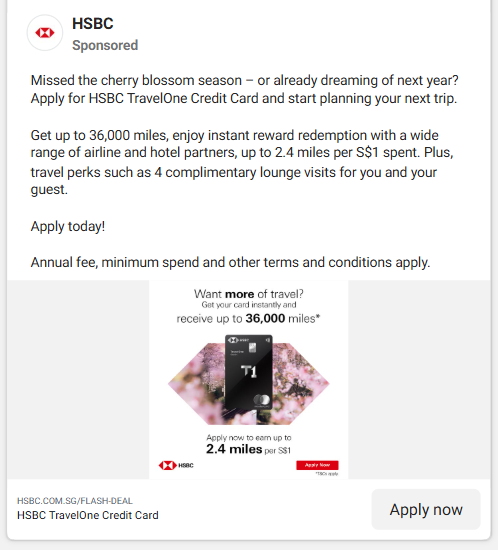 HSBC
Sponsored
Missed the cherry blossom season – or already dreaming of next year?
Apply for HSBC TravelOne Credit Card and start planning your next trip.
Get up to 36,000 miles, enjoy instant reward redemption with a wide
range of airline and hotel partners, up to 2.4 miles per S$1 spent. Plus,
travel perks such as 4 complimentary lounge visits for you and your
guest.
Apply today!
Annual fee, minimum spend and other terms and conditions apply.
Want more of travel?
Get your card instantly and
receive up to 36,000 miles*
HSBC
T1
Apply now to earn up to
2.4 miles per S$1
HSBC
Apply Now
*T&Cs apply
HSBC.COM.SG/FLASH-DEAL
HSBC TravelOne Credit Card
Apply now